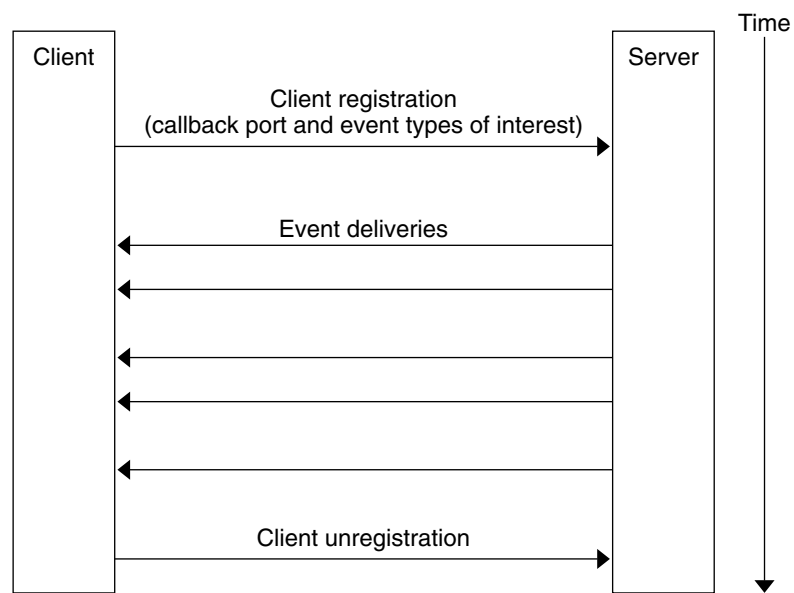 Time
Client
Server
Client registration
(callback port and event types of interest)
Event deliveries
Client unregistration